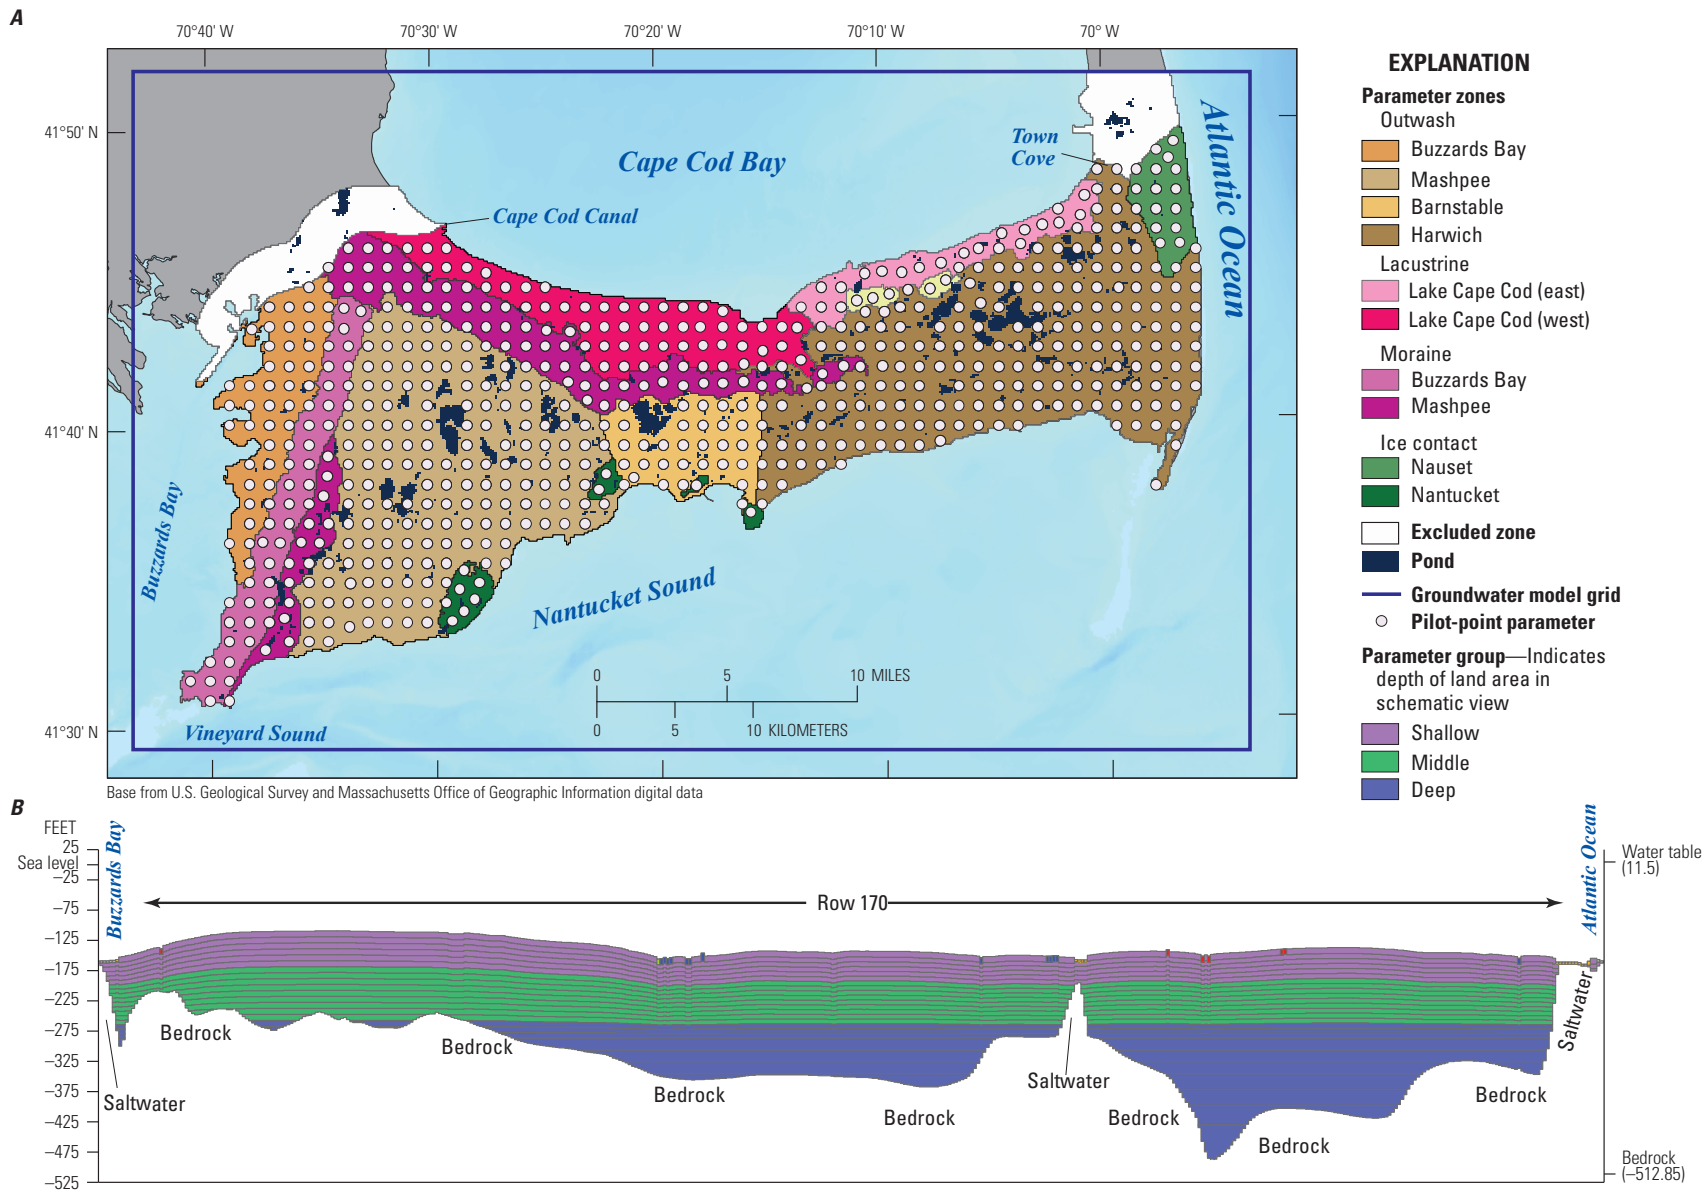 A
70°40' W
70°30' W
70°20' W
70°10' W
70° W
41°50' N
41°40' N
41°30' N
Cape Cod Bay
Town
Cove
Atlantic Ocean
Cape Cod Canal
Buzzards Bay
Nantucket Sound
Vineyard Sound
0 5 10 MILES
0 5 10 KILOMETERS
Base from U.S. Geological Survey and Massachusetts Office of Geographic Information digital data
EXPLANATION
Parameter zones
Outwash
Buzzards Bay
Mashpee
Barnstable
Harwich
Lacustrine
Lake Cape Cod (east)
Lake Cape Cod (west)
Moraine
Buzzards Bay
Mashpee
Ice contact
Nauset
Nantucket
Excluded zone
Pond
Groundwater model grid
Pilot-point parameter
Parameter group—Indicates
depth of land area in
schematic view
Shallow
Middle
Deep
B
FEET
25
Sea level
–25
–75
–125
–175
–225
–275
–325
–375
–425
–475
–525
Buzzards Bay
Row 170
Atlantic Ocean
Water table
(11.5)
Bedrock
(–512.85)
Saltwater
Bedrock
Bedrock
Bedrock
Bedrock
Saltwater
Bedrock
Bedrock
Bedrock
Saltwater